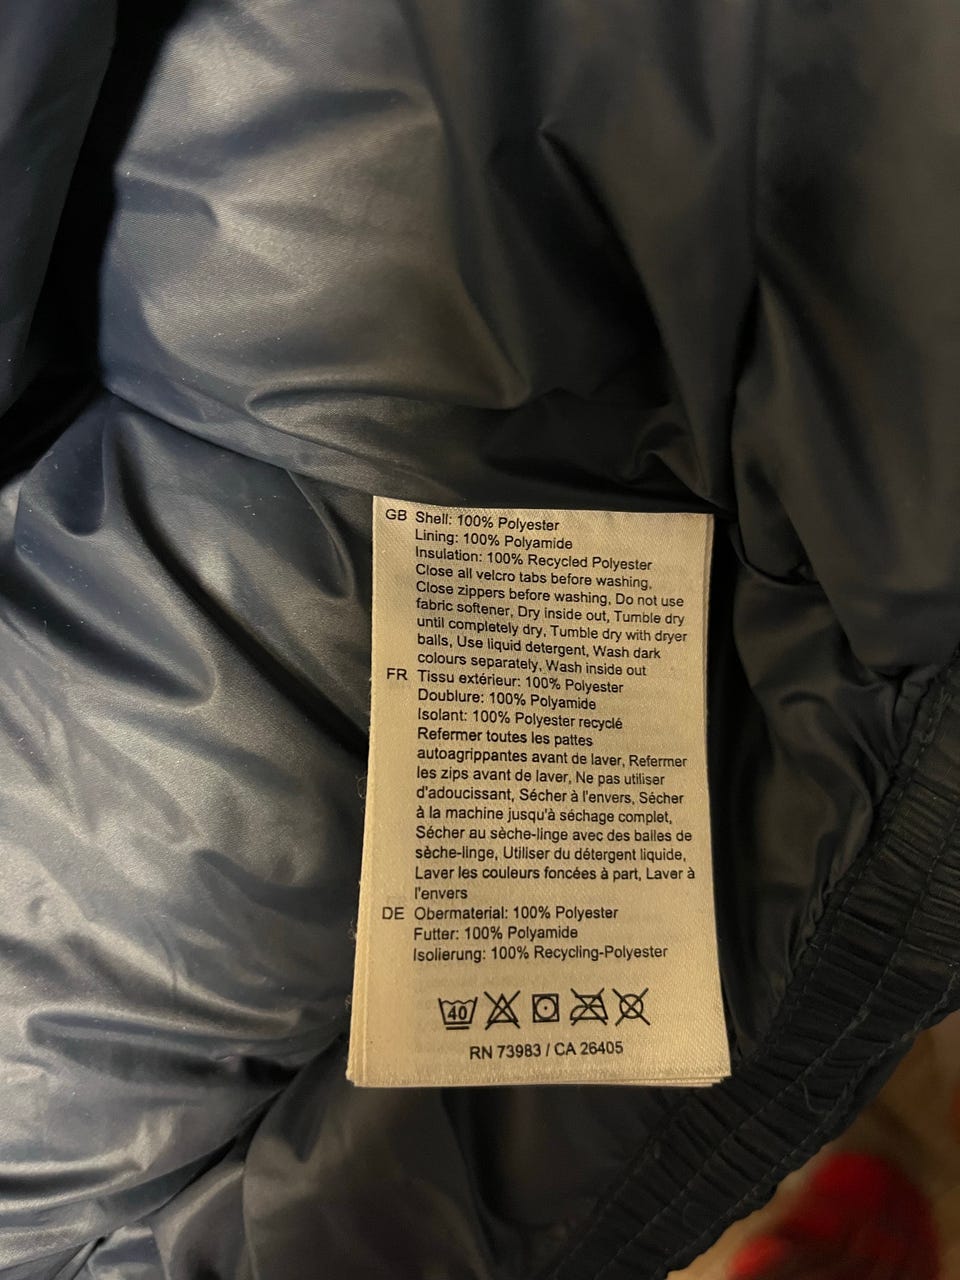 GB Shell: 100% Polyester
Lining: 100% Polyamide
Insulation: 100% Recycled Polyester
Close all velcro tabs before washing,
Close zippers before washing, Do not use
fabric softener, Dry inside out, Tumble dry
until completely dry, Tumble dry with dryer
balls, Use liquid detergent, Wash dark
colours separately, Wash inside out
FR Tissu extérieur: 100% Polyester
Doublure: 100% Polyamide
Isolant: 100% Polyester recyclé
Refermer toutes les pattes
autoagrippantes avant de laver, Refermer
les zips avant de laver, Ne pas utiliser
d'adoucissant, Sécher à l'envers, Sécher
à la machine jusqu'à séchage complet,
Sécher au sèche-linge avec des balles de
sèche-linge, Utiliser du détergent liquide,
Laver les couleurs foncées à part, Laver à
l'envers
DE Obermaterial: 100% Polyester
Futter: 100% Polyamide
Isolierung: 100% Recycling-Polyester
40
RN 73983 / CA 26405